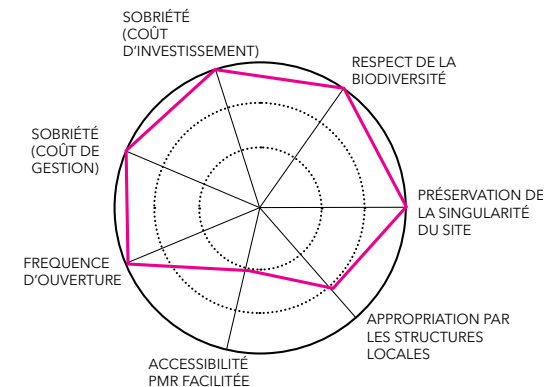 SOBRIÉTÉ
(COÛT
D'INVESTISSEMENT)
RESPECT DE LA
BIODIVERSITÉ
SOBRIÉTÉ
(COÛT DE
GESTION)
PRÉSERVATION DE
LA SINGULARITÉ
DU SITE
FREQUENCE
D'OUVERTURE
APPROPRIATION PAR
LES STRUCTURES
LOCALES
ACCESSIBILITÉ
PMR FACILITÉE